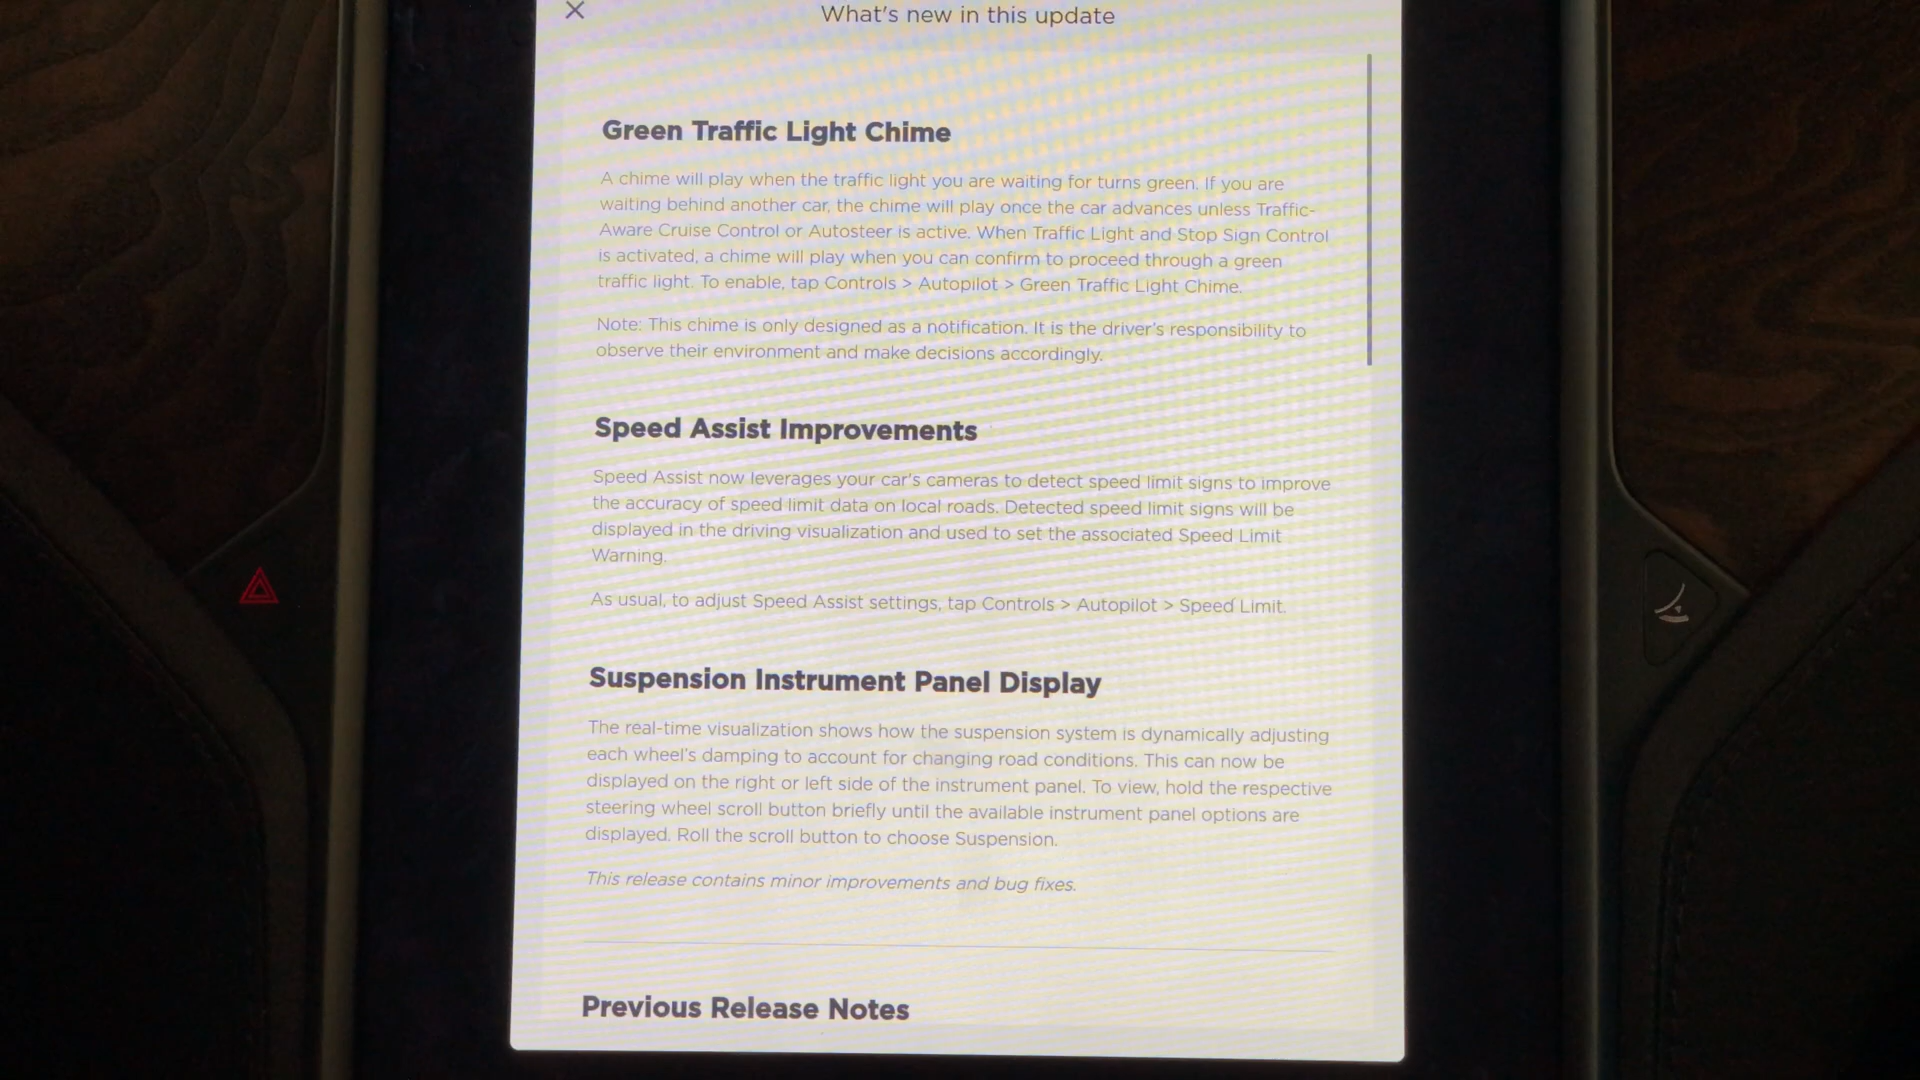 What's new in this update
Green Traffic Light Chime
A chime will play when the traffic light you are waiting for turns green. If you are
waiting behind another car, the chime will play once the car advances unless Traffic-
Aware Cruise Control or Autosteer is active. When Traffic Light and Stop Sign Control
is activated, a chime will play when you can confirm to proceed through a green
traffic light. To enable, tap Controls > Autopilot > Green Traffic Light Chime.
Note: This chime is only designed as a notification. It is the driver's responsibility to
observe their environment and make decisions accordingly.
Speed Assist Improvements
Speed Assist now leverages your car's cameras to detect speed limit signs to improve
the accuracy of speed limit data on local roads. Detected speed limit signs will be
displayed in the driving visualization and used to set the associated Speed Limit
Warning.
As usual, to adjust Speed Assist settings, tap Controls > Autopilot > Speed Limit.
Suspension Instrument Panel Display
The real-time visualization shows how the suspension system is dynamically adjusting
each wheel's damping to account for changing road conditions. This can now be
displayed on the right or left side of the instrument panel. To view, hold the respective
steering wheel scroll button briefly until the available instrument panel options are
displayed. Roll the scroll button to choose Suspension.
This release contains minor improvements and bug fixes.
Previous Release Notes